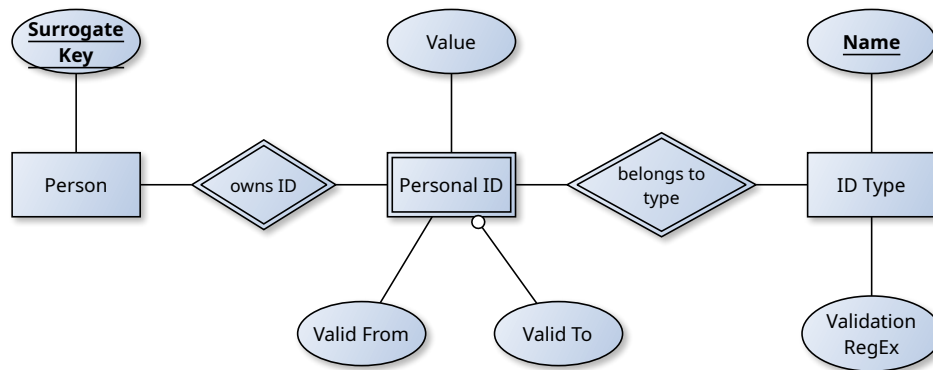 Surrogate
Key
Value
Name
Person
owns ID
Personal ID
belongs to
type
ID Type
Valid From
Valid To
Validation
RegEx